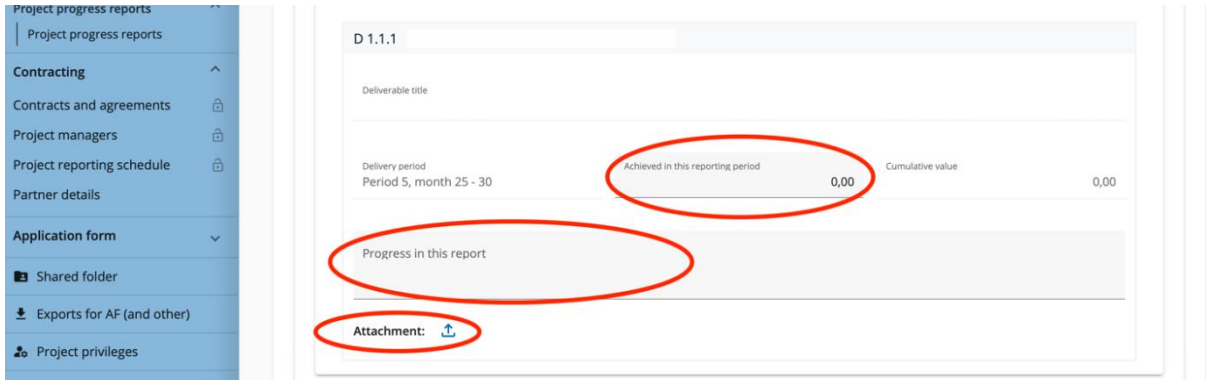 Project progress reports
Project progress reports
Contracting
Contracts and agreements
Project managers
Project reporting schedule
Partner details
Application form
Shared folder
Exports for AF (and other)
Project privileges
D 1.1.1
Deliverable title
Delivery period
Period 5, month 25 - 30
Achieved in this reporting period
0,00
Cumulative value
0,00
Progress in this report
Attachment: